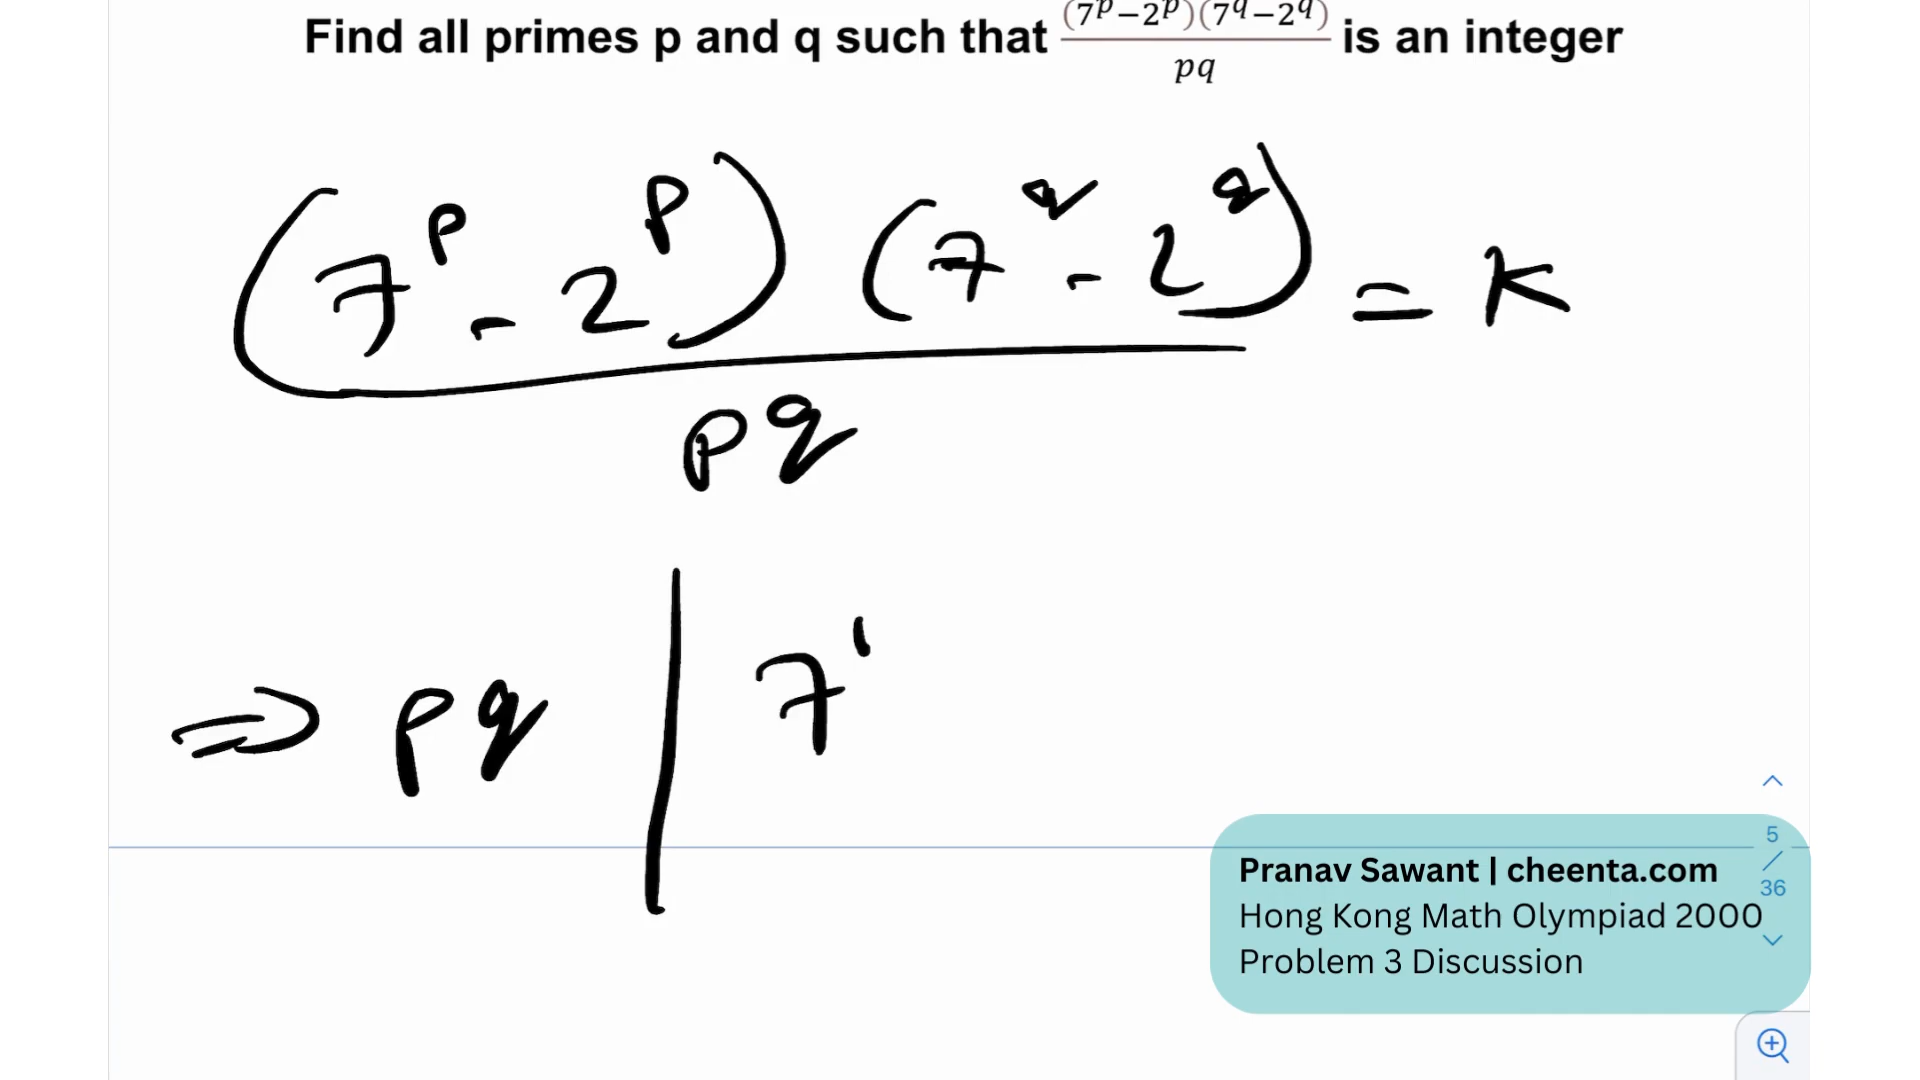 Find all primes p and q such that (7^p−2^p)(7^q−2^q)/pq is an integer
(7^p - 2^p) (7^q - 2^q) = k
pq
⇒ pq | 7
5
/
36
Pranav Sawant | cheenta.com
Hong Kong Math Olympiad 2000
Problem 3 Discussion